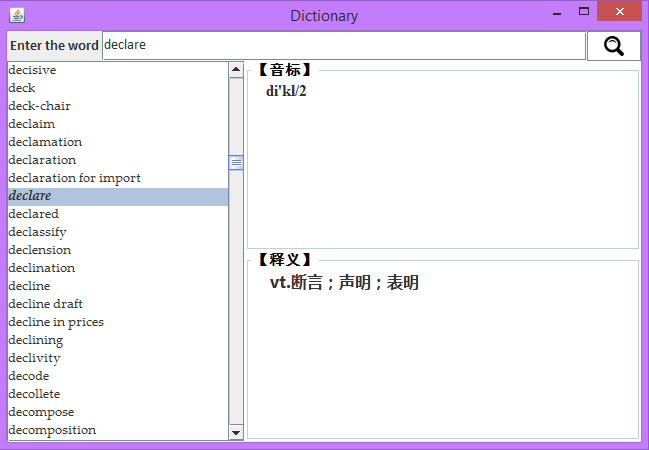 Dictionary
Enter the word declare
decisive
deck
deck-chair
declaim
declamation
declaration
declaration for import
declare
declared
declassify
declension
declination
decline
decline draft
decline in prices
declining
declivity
decode
decollete
decompose
decomposition
【音标】
di'kl/2
【释义】
vt.断言；声明；表明